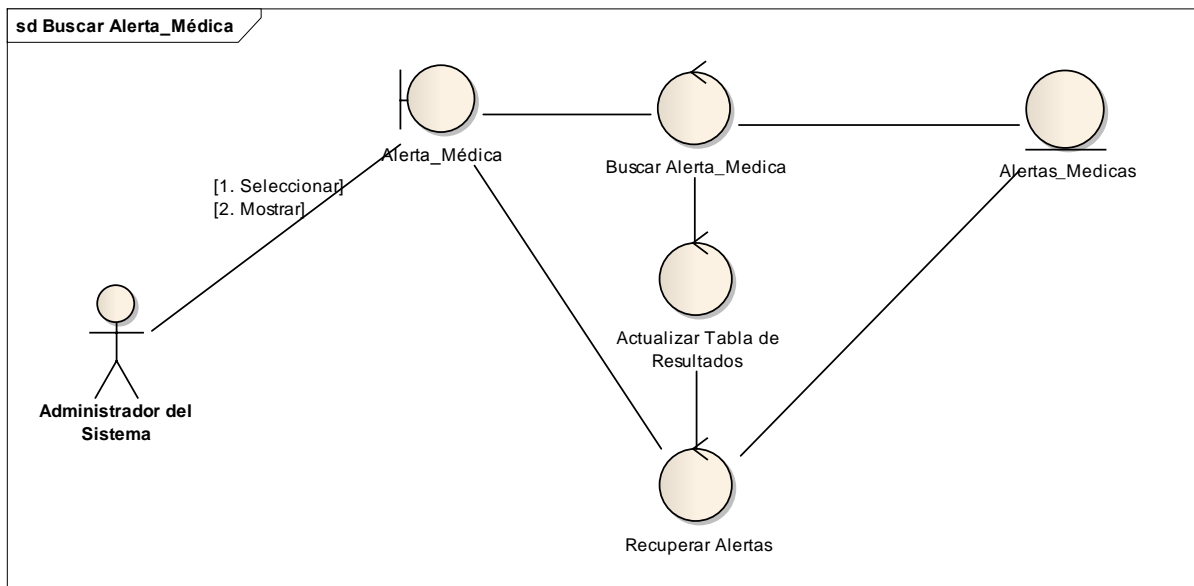 sd Buscar Alerta_Médica
Alerta_Médica
Buscar Alerta_Medica
Alertas_Medicas
[1. Seleccionar]
[2. Mostrar]
Actualizar Tabla de
Resultados
Administrador del
Sistema
Recuperar Alertas